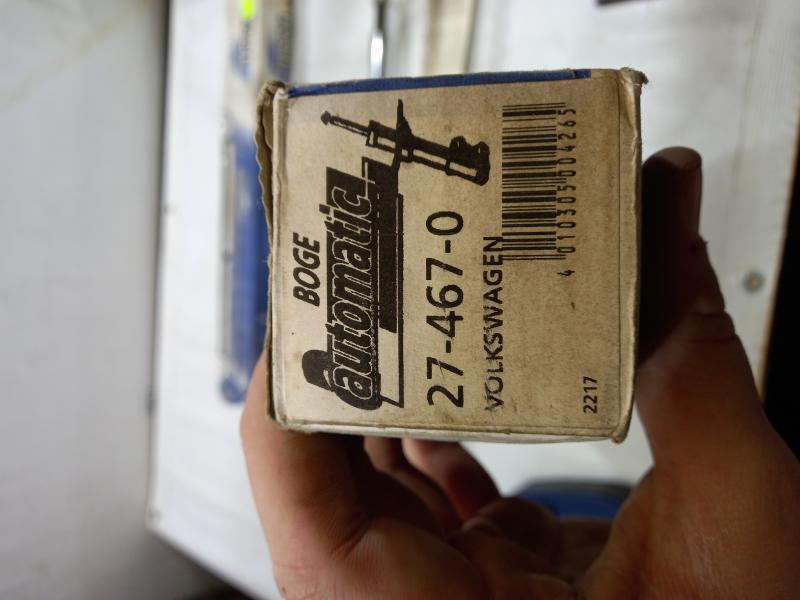 BOGE
automatic
27-467-0
VOLKSWAGEN
4 010305 004265
2217